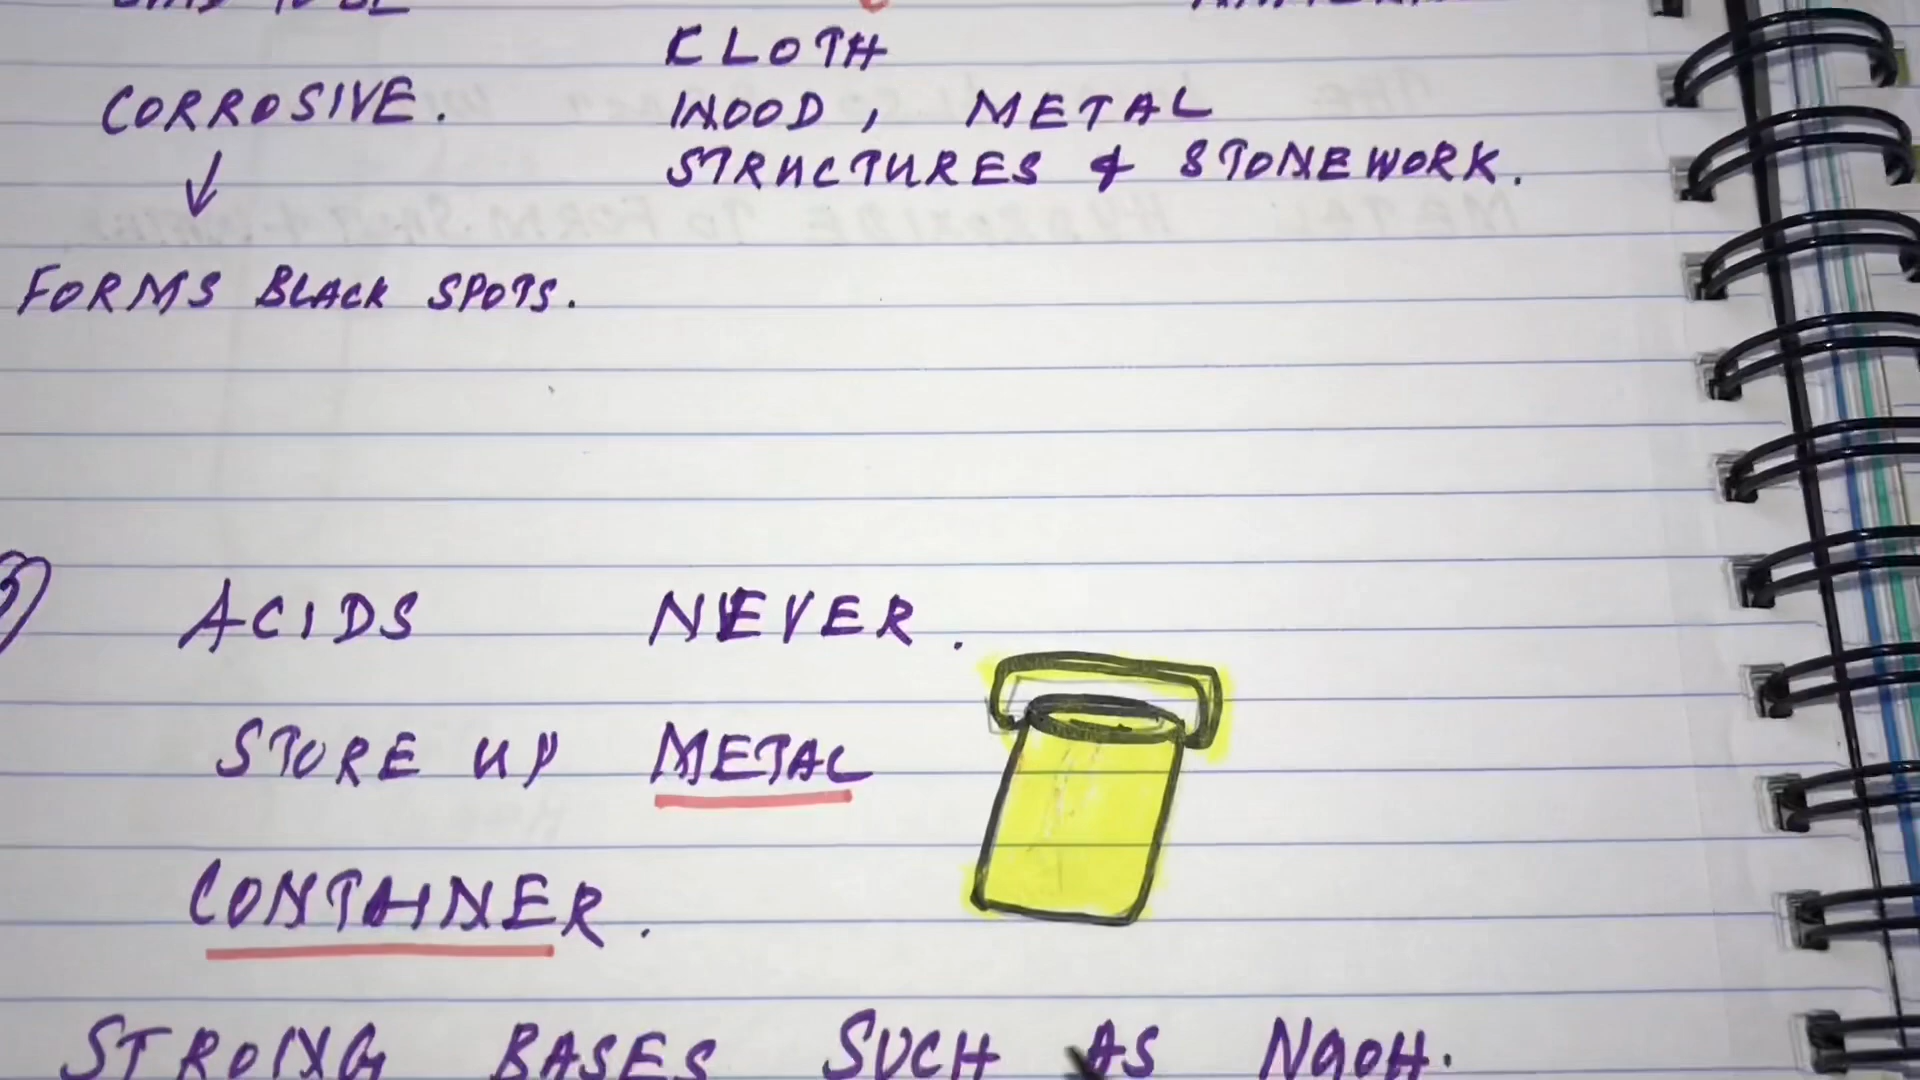 CLOTH
CORROSIVE.
WOOD, METAL
STRUCTURES & STONEWORK.
FORMS BLACK SPOTS.
ACIDS NEVER.
STORE UP METAL
CONTAINER.
STRONG BASES SUCH AS NaOH.